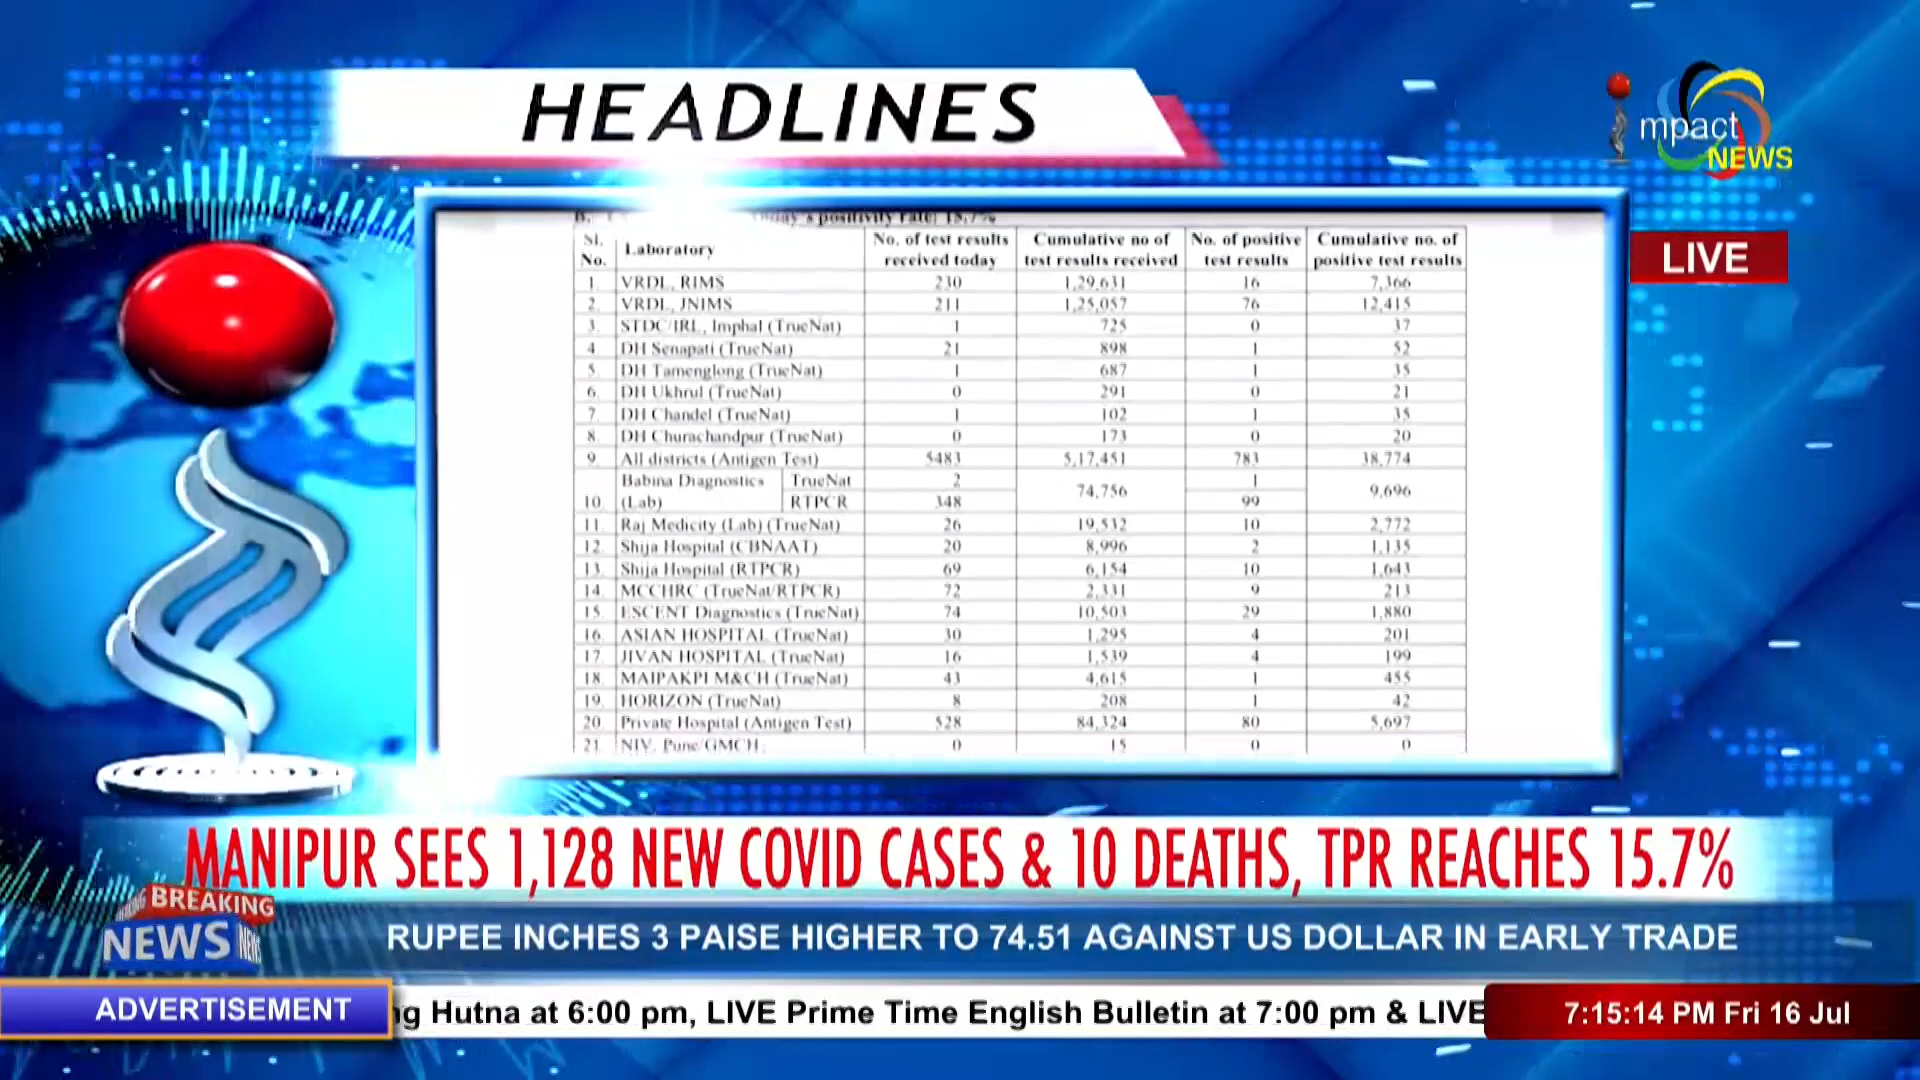 HEADLINES
mpact
NEWS
LIVE
day's positivity rate: 15.7%
Sl. No. Laboratory No. of test results received today Cumulative no of test results received No. of positive test results Cumulative no. of positive test results
1. VRDL, RIMS 230 1,29,631 16 7,366
2. VRDL, JNIMS 211 1,25,057 76 12,415
3. STDC/IRL, Imphal (TrueNat) 1 725 0 37
4. DH Senapati (TrueNat) 21 898 1 52
5. DH Tamenglong (TrueNat) 1 687 1 35
6. DH Ukhrul (TrueNat) 0 291 0 21
7. DH Chandel (TrueNat) 1 102 1 35
8. DH Churachandpur (TrueNat) 0 173 0 20
9. All districts (Antigen Test) 5483 5,17,451 783 38,774
10. Babina Diagnostics (Lab) TrueNat 2 74,756 1 9,696
RTPCR 348 99
11. Raj Medicity (Lab) (TrueNat) 26 19,532 10 2,772
12. Shija Hospital (CBNAAT) 20 8,996 2 1,135
13. Shija Hospital (RTPCR) 69 6,154 10 1,643
14. MCCHRC (TrueNat/RTPCR) 72 2,331 9 213
15. ESCENT Diagnostics (TrueNat) 74 10,503 29 1,880
16. ASIAN HOSPITAL (TrueNat) 30 1,295 4 201
17. JIVAN HOSPITAL (TrueNat) 16 1,539 4 199
18. MAIPAKPI M&CH (TrueNat) 43 4,615 1 455
19. HORIZON (TrueNat) 8 208 1 42
20. Private Hospital (Antigen Test) 528 84,324 80 5,697
21. NIV, Pune/GMCH 0 15 0 0
MANIPUR SEES 1,128 NEW COVID CASES & 10 DEATHS, TPR REACHES 15.7%
BREAKING
NEWS NEWS
RUPEE INCHES 3 PAISE HIGHER TO 74.51 AGAINST US DOLLAR IN EARLY TRADE
ADVERTISEMENT
ng Hutna at 6:00 pm, LIVE Prime Time English Bulletin at 7:00 pm & LIVE
7:15:14 PM Fri 16 Jul